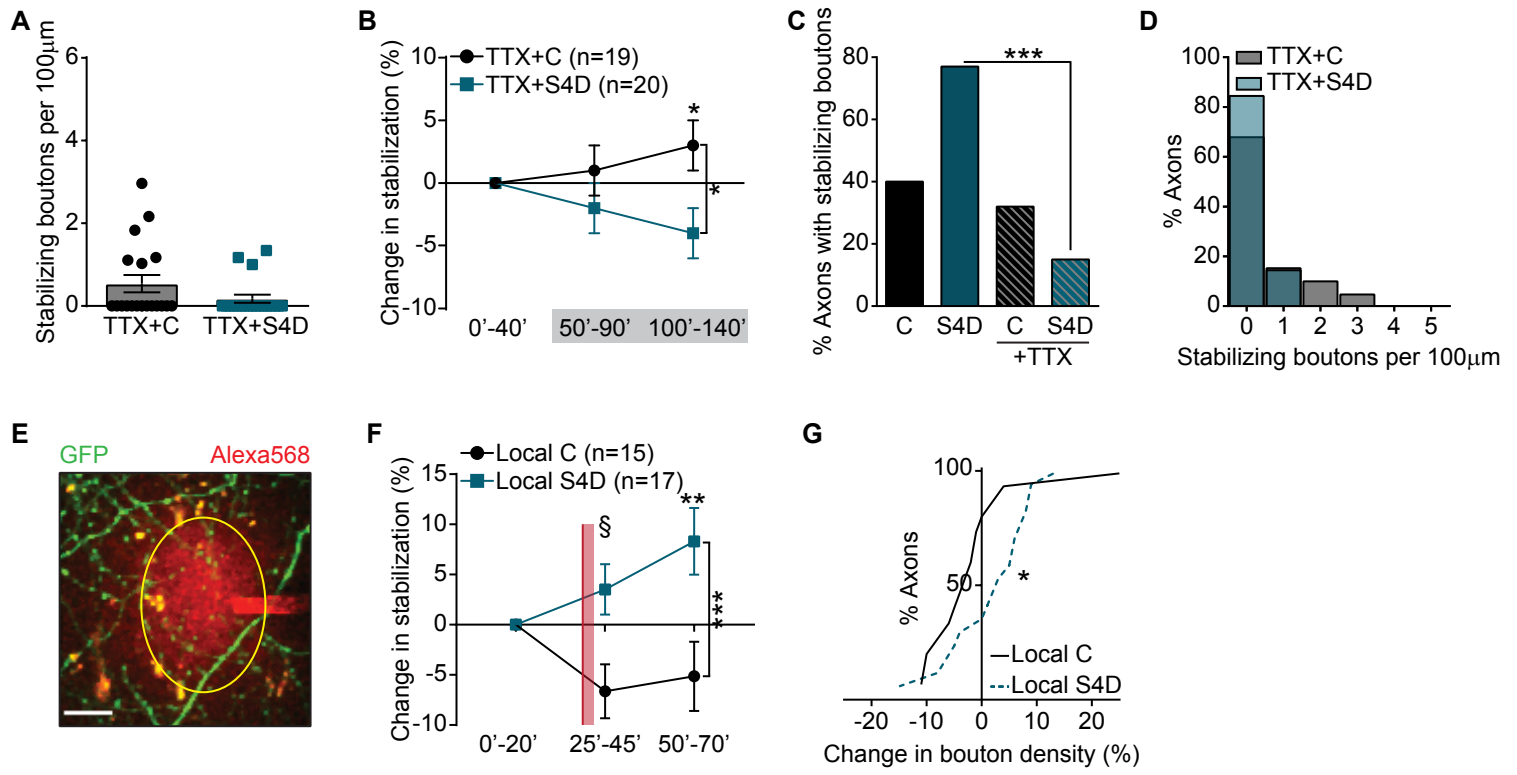 A
Stabilizing boutons per 100μm
6
4
2
0
TTX+C
TTX+S4D
B
Change in stabilization (%)
TTX+C (n=19)
TTX+S4D (n=20)
10
5
0
-5
-10
*
*
0’-40’
50’-90’
100’-140’
C
% Axons with stabilizing boutons
80
60
40
20
0
***
C
S4D
C
S4D
+TTX
D
% Axons
TTX+C
TTX+S4D
100
80
60
40
20
0
0 1 2 3 4 5
Stabilizing boutons per 100μm
E
GFP
Alexa568
F
Change in stabilization (%)
Local C (n=15)
Local S4D (n=17)
15
10
5
0
-5
-10
§
**
***
0’-20’
25’-45’
50’-70’
G
% Axons
100
50
*
Local C
Local S4D
-20 -10 0 10 20
Change in bouton density (%)